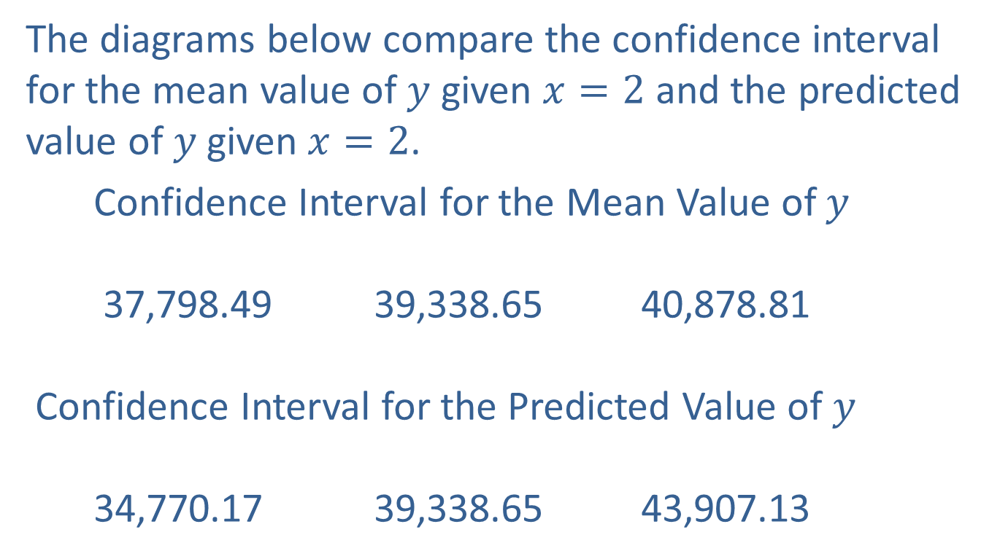 The diagrams below compare the confidence interval
for the mean value of y given x = 2 and the predicted
value of y given x = 2.
Confidence Interval for the Mean Value of y
37,798.49 39,338.65 40,878.81
Confidence Interval for the Predicted Value of y
34,770.17 39,338.65 43,907.13